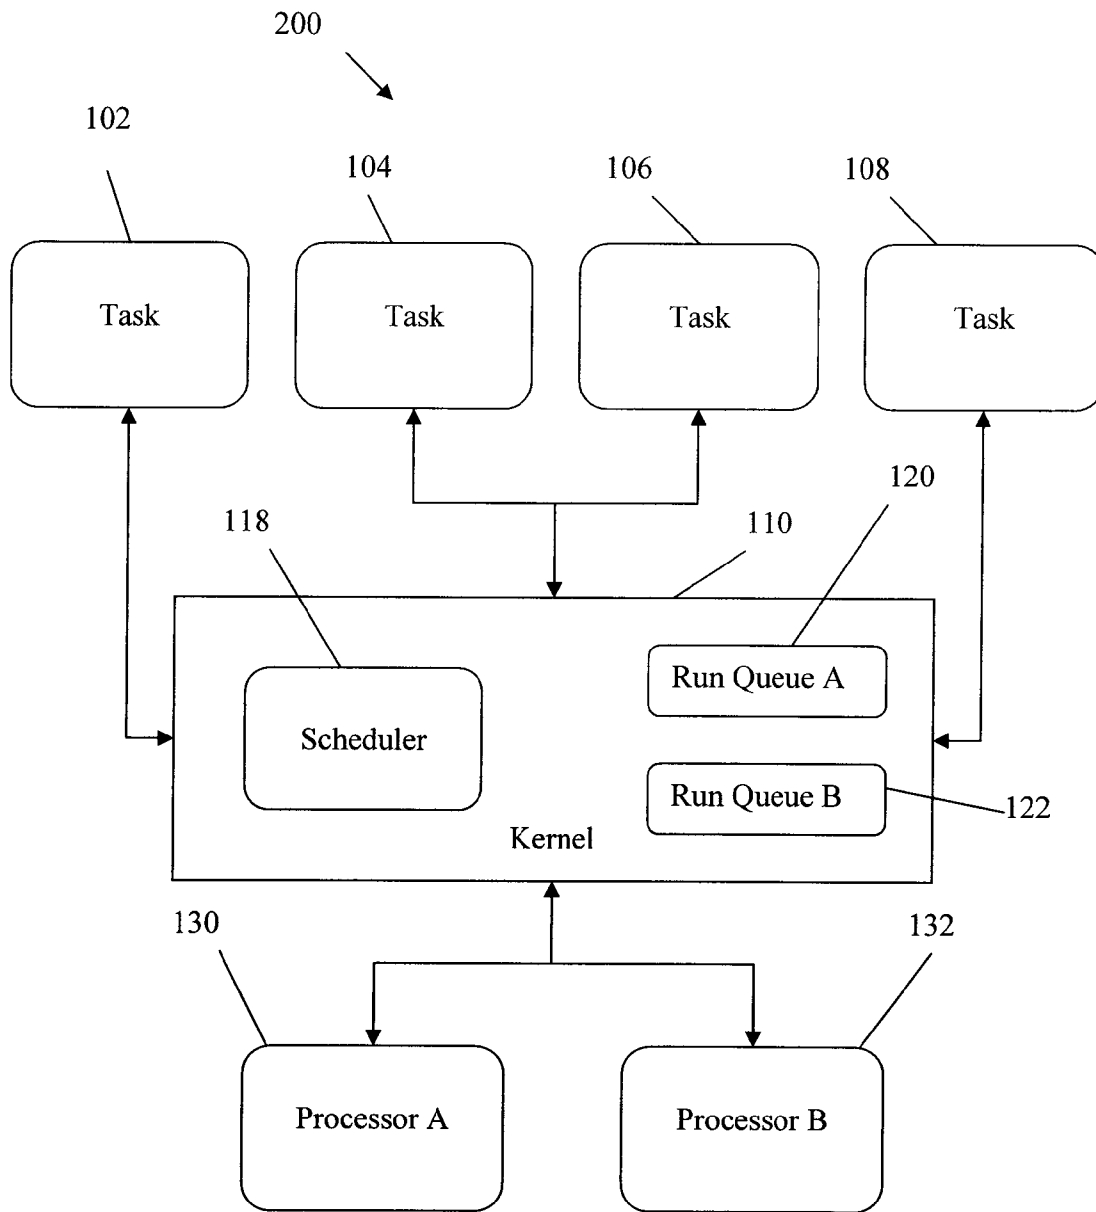 200
102
104
106
108
Task
Task
Task
Task
118
110
120
Run Queue A
Scheduler
Run Queue B
122
Kernel
130
132
Processor A
Processor B